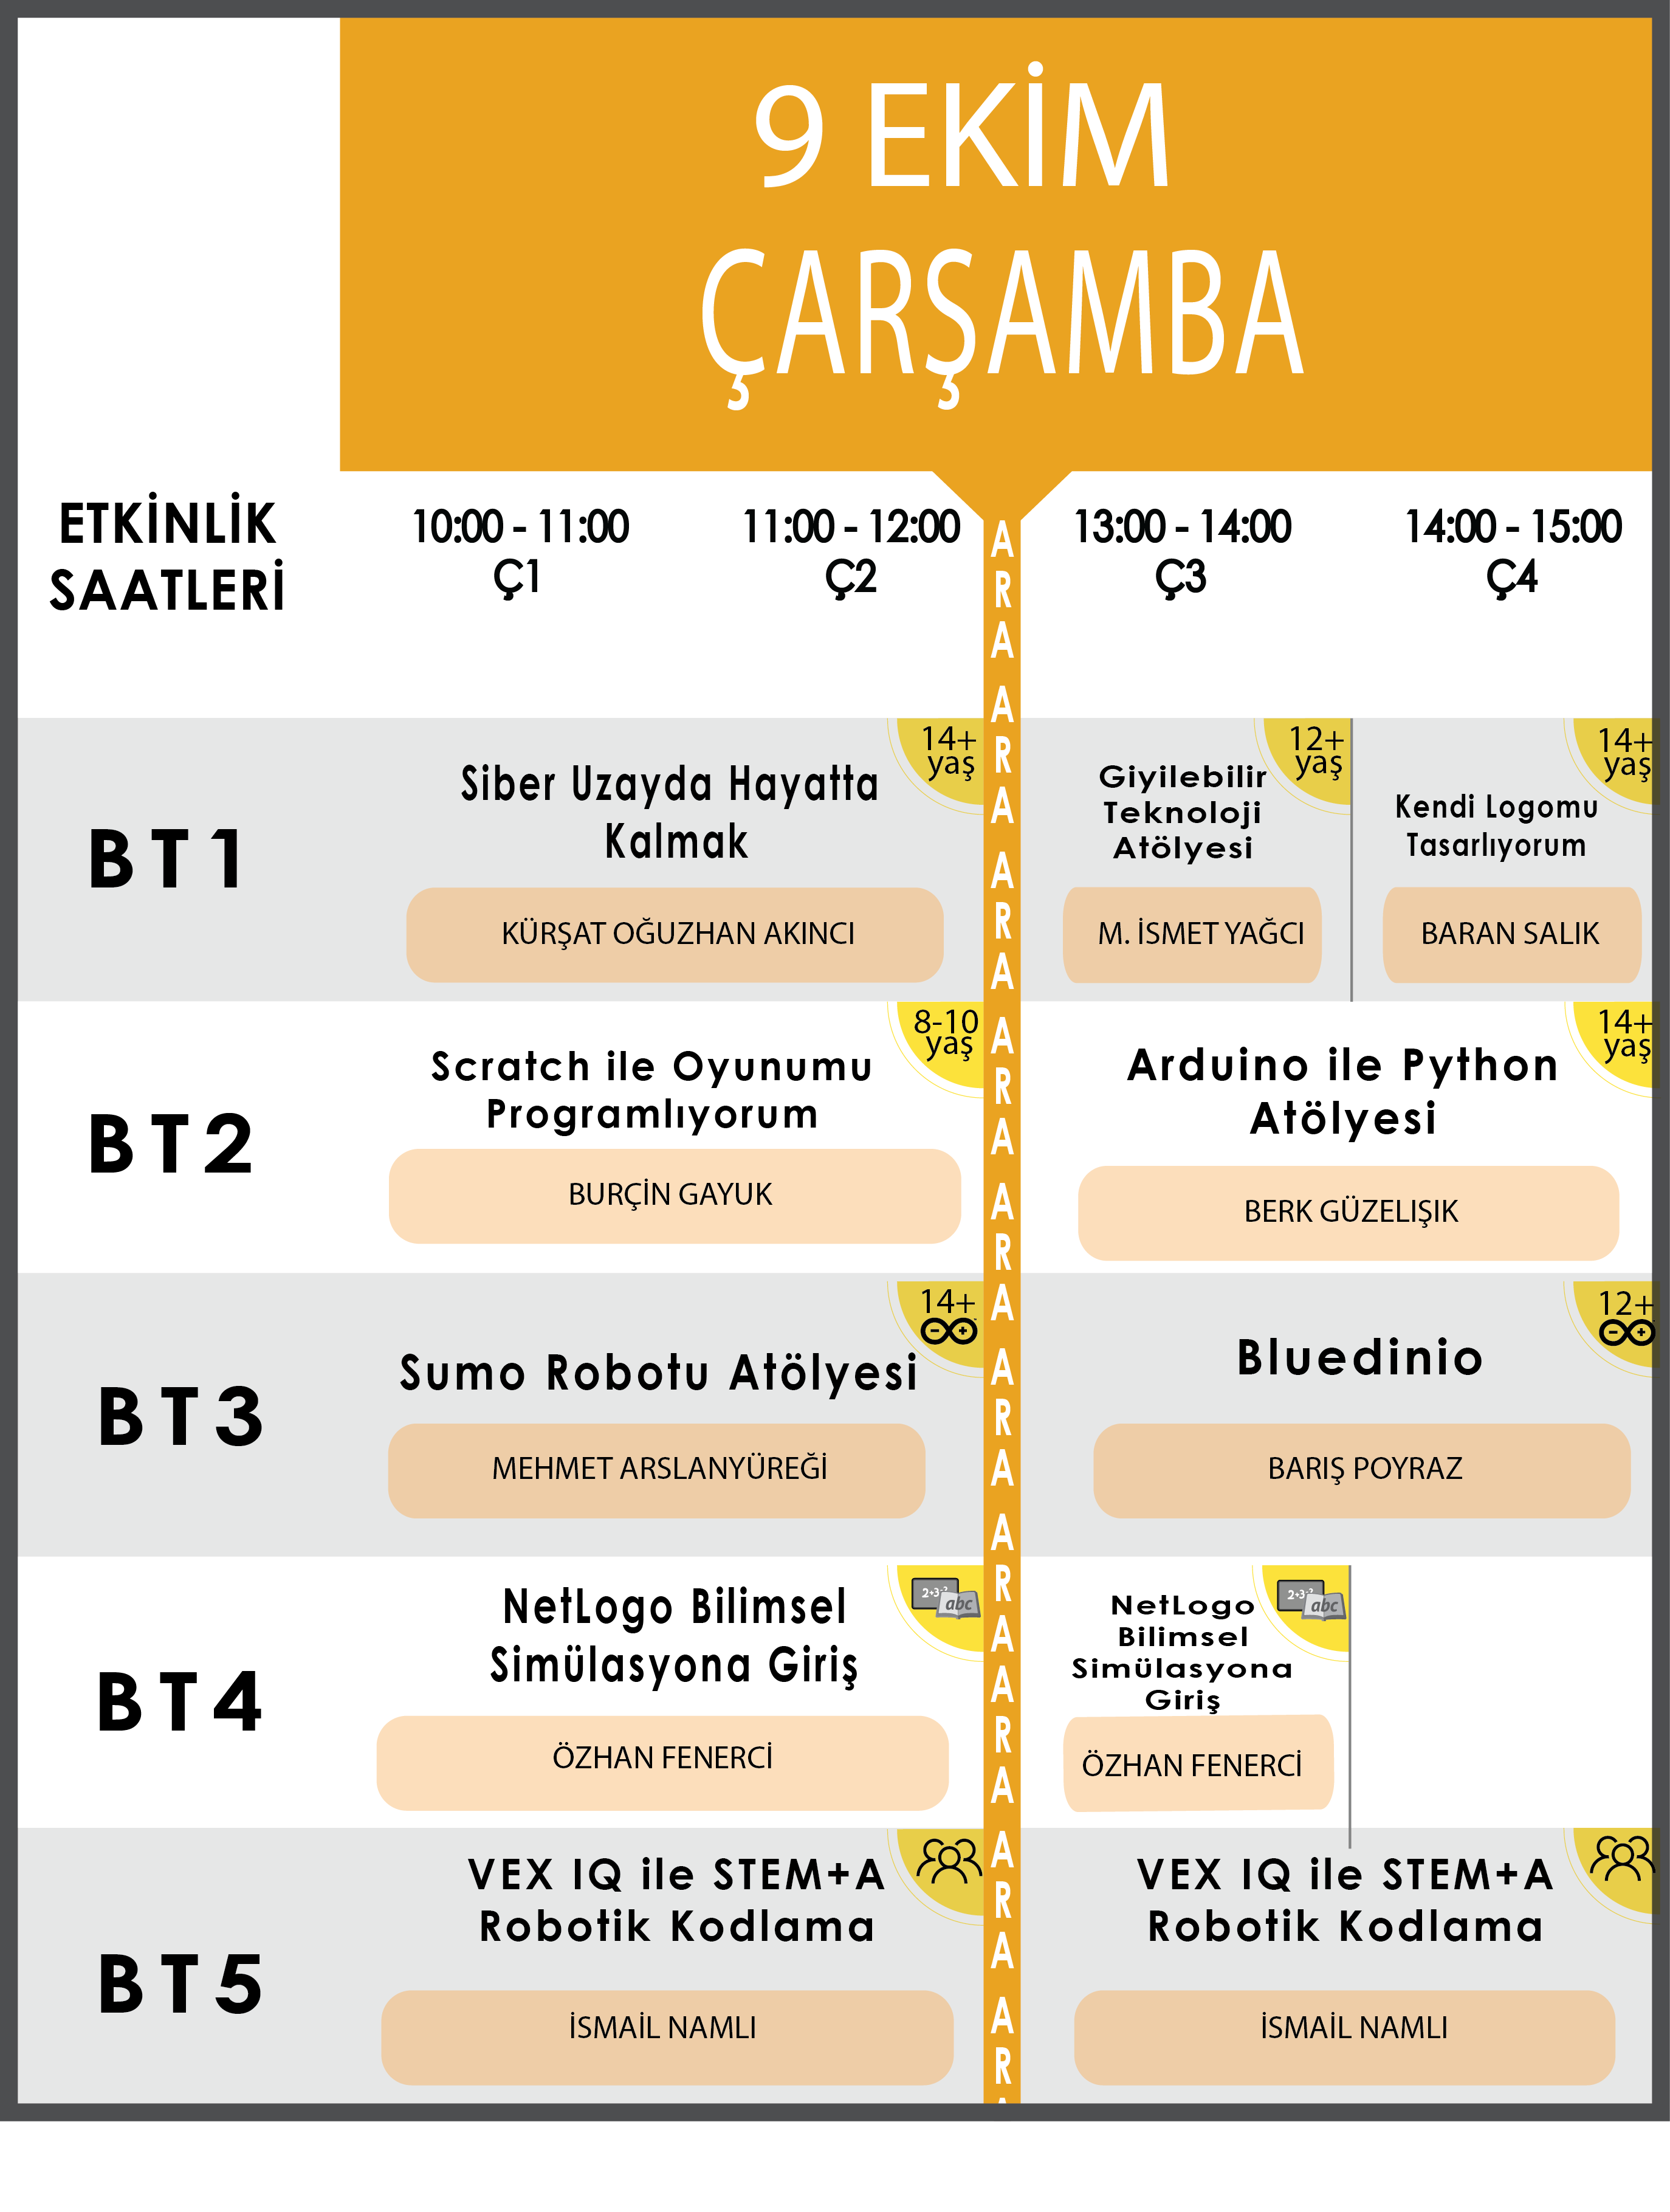 9 EKİM
ÇARŞAMBA
ETKİNLİK
SAATLERİ
10:00 - 11:00
Ç1
11:00 - 12:00
Ç2
13:00 - 14:00
Ç3
14:00 - 15:00
Ç4
ARA ARA ARA ARA ARA ARA ARA ARA ARA ARA
BT1
14+
yaş
Siber Uzayda Hayatta
Kalmak
KÜRŞAT OĞUZHAN AKINCI
12+
yaş
Giyilebilir
Teknoloji
Atölyesi
M. İSMET YAĞCI
14+
yaş
Kendi Logomu
Tasarlıyorum
BARAN SALIK
BT2
8-10
yaş
Scratch ile Oyunumu
Programlıyorum
BURÇİN GAYUK
14+
yaş
Arduino ile Python
Atölyesi
BERK GÜZELIŞIK
BT3
14+
Sumo Robotu Atölyesi
MEHMET ARSLANYÜREĞİ
12+
Bluedinio
BARIŞ POYRAZ
BT4
2+3-2
abc
NetLogo Bilimsel
Simülasyona Giriş
ÖZHAN FENERCİ
2+3-2
abc
NetLogo
Bilimsel
Simülasyona
Giriş
ÖZHAN FENERCİ
BT5
VEX IQ ile STEM+A
Robotik Kodlama
İSMAİL NAMLI
VEX IQ ile STEM+A
Robotik Kodlama
İSMAİL NAMLI